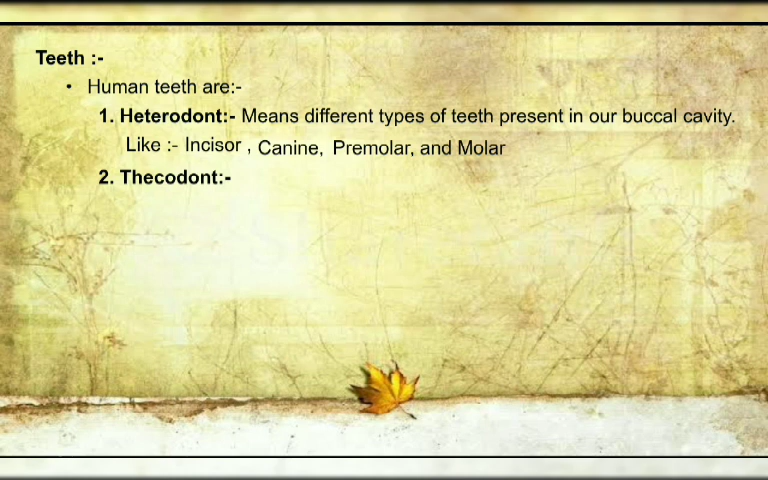 Teeth :-
• Human teeth are:-
1. Heterodont:- Means different types of teeth present in our buccal cavity.
Like :- Incisor , Canine, Premolar, and Molar
2. Thecodont:-